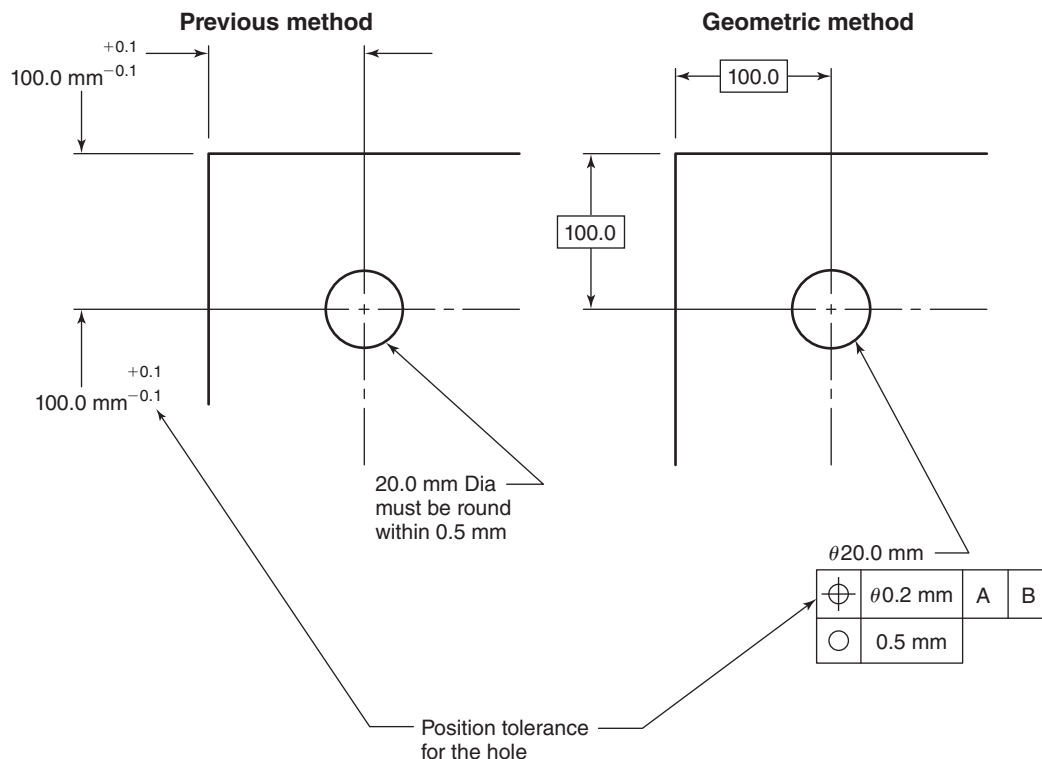 Previous method
Geometric method
+0.1
100.0 mm−0.1
100.0
100.0
+0.1
100.0 mm−0.1
20.0 mm Dia
must be round
within 0.5 mm
θ20.0 mm
θ0.2 mm A B
0.5 mm
Position tolerance
for the hole